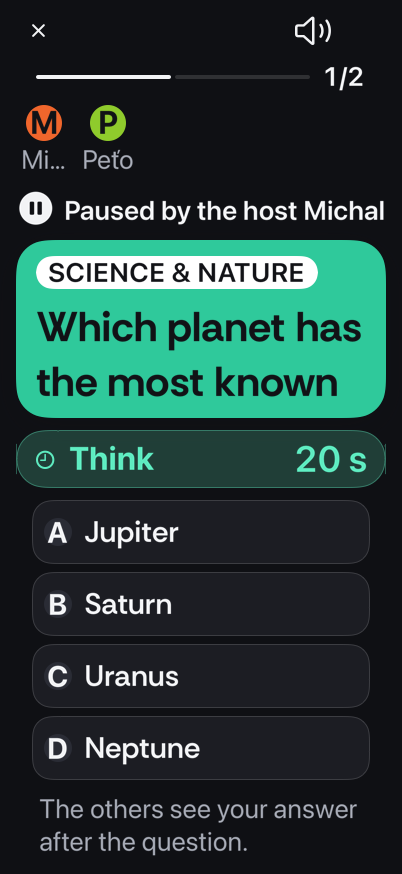 1/2
M P
Mi... Peťo
Paused by the host Michal
SCIENCE & NATURE
Which planet has
the most known
Think 20 s
A Jupiter
B Saturn
C Uranus
D Neptune
The others see your answer
after the question.